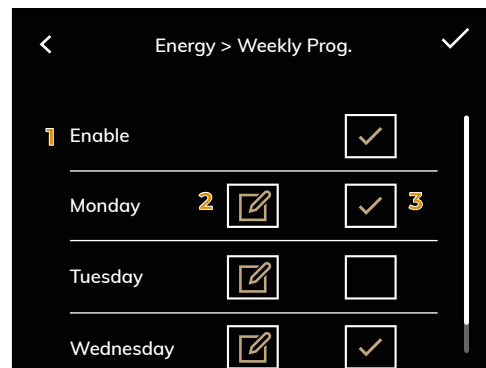 Energy > Weekly Prog.
1 Enable
Monday 2 3
Tuesday
Wednesday